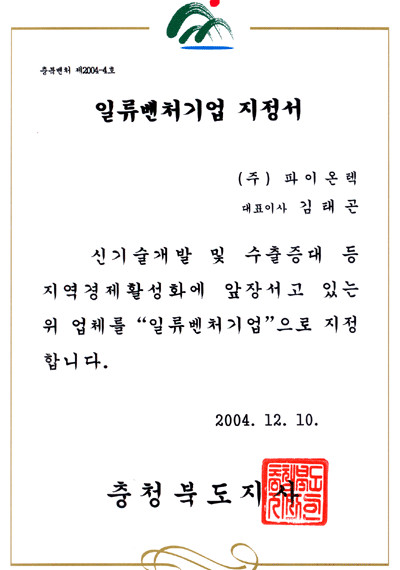 충북벤처 제2004-4호
일류벤처기업 지정서
(주) 파이온텍
대표이사 김태곤
신기술개발 및 수출증대 등
지역경제활성화에 앞장서고 있는
위 업체를 “일류벤처기업”으로 지정
합니다.
2004. 12. 10.
충청북도지사